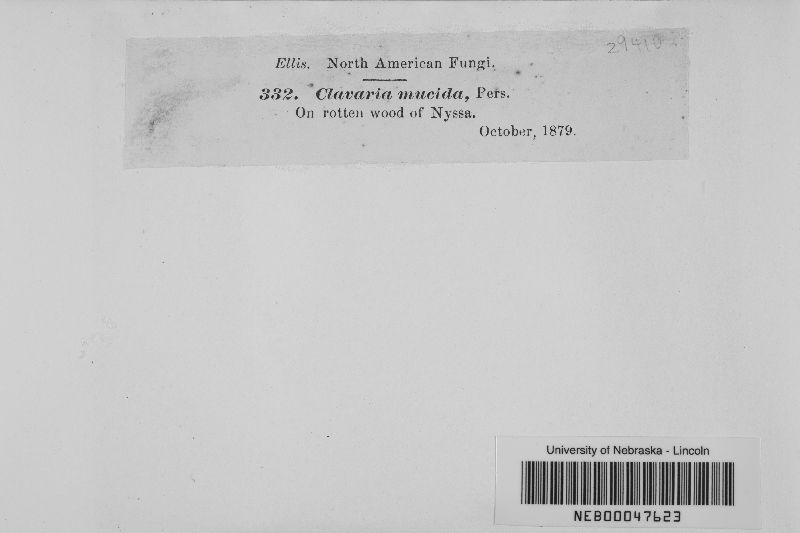 29410
Ellis. North American Fungi.
332. Clavaria mucida, Pers.
On rotten wood of Nyssa.
October, 1879.
University of Nebraska - Lincoln
NEB00047623